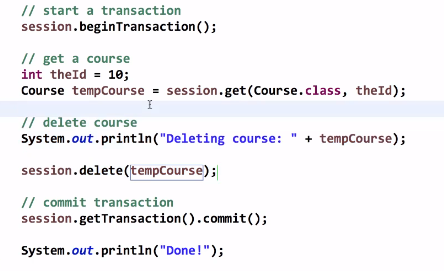 // start a transaction
session.beginTransaction();
// get a course
int theId = 10;
Course tempCourse = session.get(Course.class, theId);
// delete course
System.out.println("Deleting course: " + tempCourse);
session.delete(tempCourse);
// commit transaction
session.getTransaction().commit();
System.out.println("Done!");